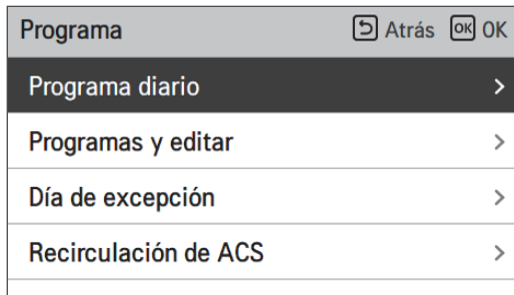 Programa Atrás OK OK
Programa diario
Programas y editar
Día de excepción
Recirculación de ACS